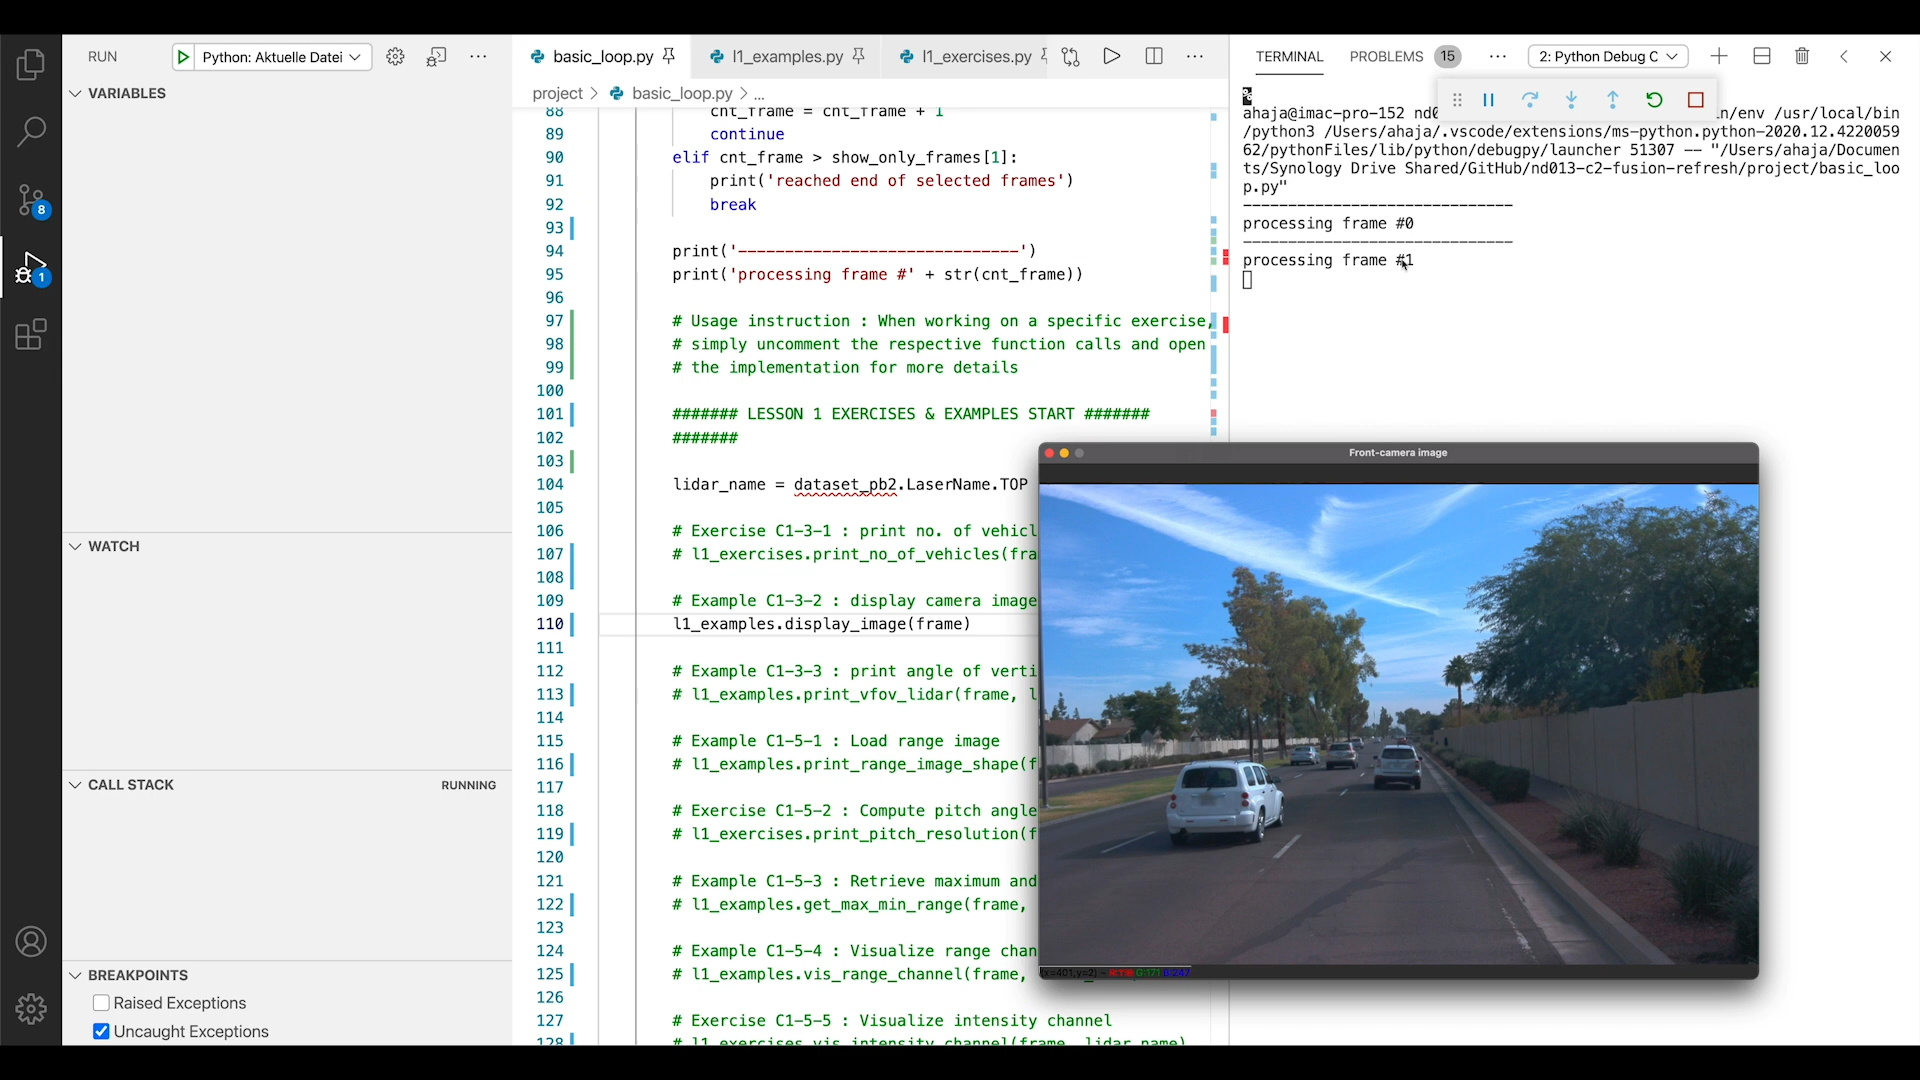 RUN
Python: Aktuelle Datei
VARIABLES
WATCH
CALL STACK
RUNNING
BREAKPOINTS
Raised Exceptions
Uncaught Exceptions
8
1
basic_loop.py
l1_examples.py
l1_exercises.py
project > basic_loop.py > ...
88 cnt_frame = cnt_frame + 1
89 continue
90 elif cnt_frame > show_only_frames[1]:
91 print('reached end of selected frames')
92 break
93
94 print('------------------------------')
95 print('processing frame #' + str(cnt_frame))
96
97 # Usage instruction : When working on a specific exercise,
98 # simply uncomment the respective function calls and open
99 # the implementation for more details
100
101 ####### LESSON 1 EXERCISES & EXAMPLES START #######
102 #######
103
104 lidar_name = dataset_pb2.LaserName.TOP
105
106 # Exercise C1-3-1 : print no. of vehicl
107 # l1_exercises.print_no_of_vehicles(fra
108
109 # Example C1-3-2 : display camera image
110 l1_examples.display_image(frame)
111
112 # Example C1-3-3 : print angle of verti
113 # l1_examples.print_vfov_lidar(frame, l
114
115 # Example C1-5-1 : Load range image
116 # l1_examples.print_range_image_shape(f
117
118 # Exercise C1-5-2 : Compute pitch angle
119 # l1_exercises.print_pitch_resolution(f
120
121 # Example C1-5-3 : Retrieve maximum and
122 # l1_examples.get_max_min_range(frame,
123
124 # Example C1-5-4 : Visualize range chan
125 # l1_examples.vis_range_channel(frame,
126
127 # Exercise C1-5-5 : Visualize intensity channel
128 # l1_exercises.vis_intensity_channel(frame, lidar_name)
TERMINAL
PROBLEMS
15
2: Python Debug C
%
ahaja@imac-pro-152 nd0 n/env /usr/local/bin
/python3 /Users/ahaja/.vscode/extensions/ms-python.python-2020.12.4220059
62/pythonFiles/lib/python/debugpy/launcher 51307 -- "/Users/ahaja/Documen
ts/Synology Drive Shared/GitHub/nd013-c2-fusion-refresh/project/basic_loo
p.py"
------------------------------
processing frame #0
------------------------------
processing frame #1
Front-camera image
(x=401,y=2) ~ G:171